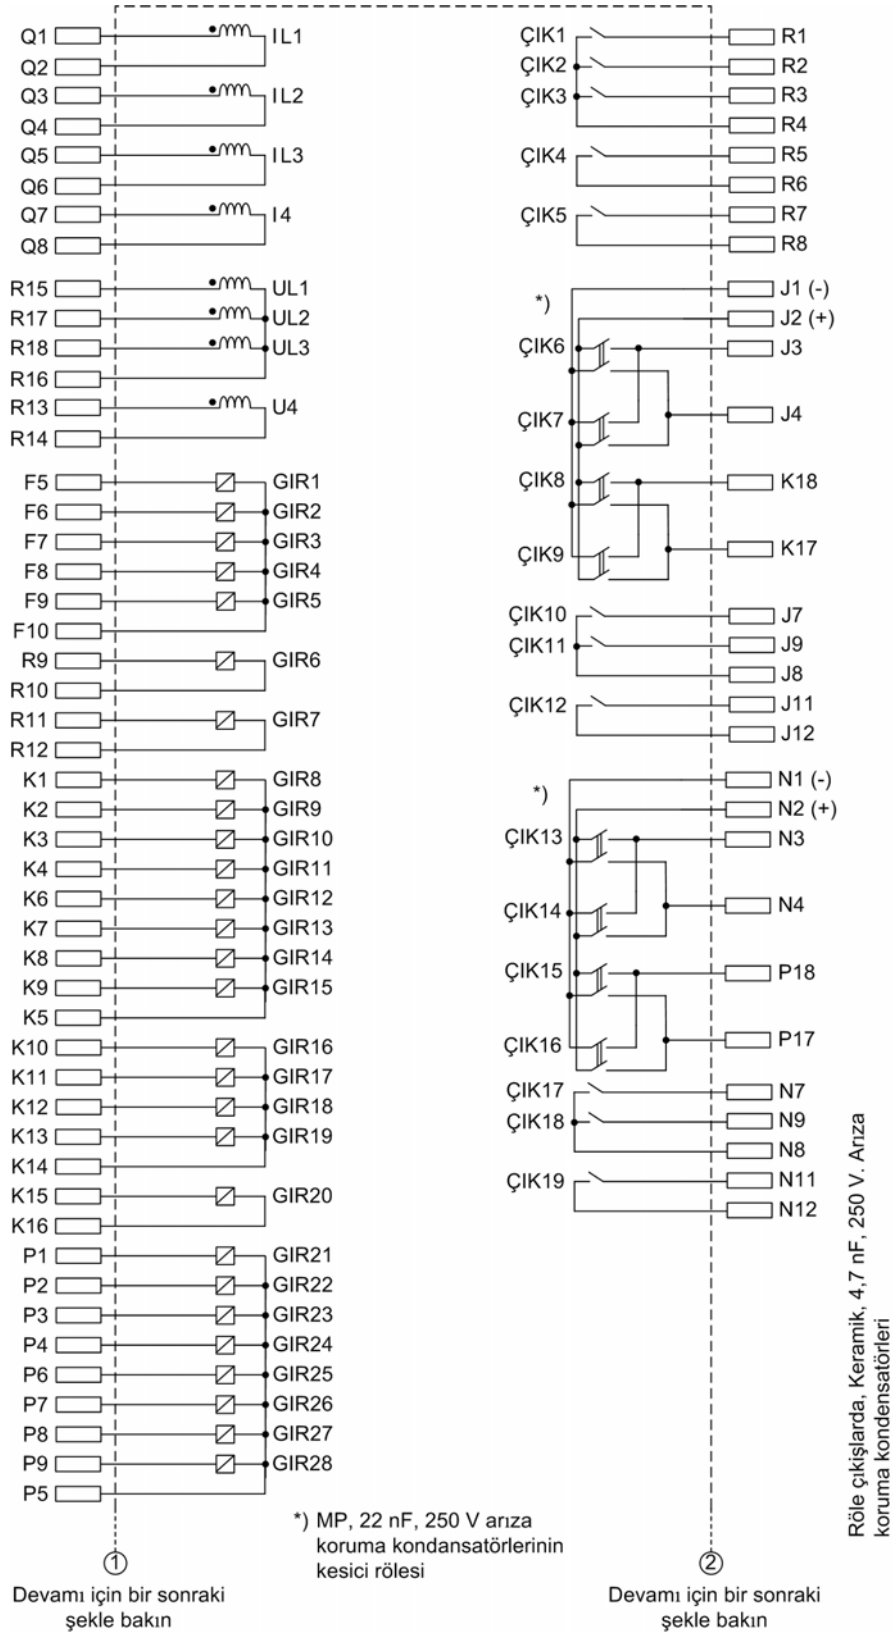 Q1 IL1
Q2
Q3 IL2
Q4
Q5 IL3
Q6
Q7 I4
Q8
R15 UL1
R17 UL2
R18 UL3
R16
R13 U4
R14
F5 GIR1
F6 GIR2
F7 GIR3
F8 GIR4
F9 GIR5
F10
R9 GIR6
R10
R11 GIR7
R12
K1 GIR8
K2 GIR9
K3 GIR10
K4 GIR11
K6 GIR12
K7 GIR13
K8 GIR14
K9 GIR15
K5
K10 GIR16
K11 GIR17
K12 GIR18
K13 GIR19
K14
K15 GIR20
K16
P1 GIR21
P2 GIR22
P3 GIR23
P4 GIR24
P6 GIR25
P7 GIR26
P8 GIR27
P9 GIR28
P5
ÇIK1 R1
ÇIK2 R2
ÇIK3 R3
R4
ÇIK4 R5
R6
ÇIK5 R7
R8
*) J1 (-)
J2 (+)
ÇIK6 J3
ÇIK7 J4
ÇIK8 K18
ÇIK9 K17
ÇIK10 J7
ÇIK11 J9
J8
ÇIK12 J11
J12
*) N1 (-)
N2 (+)
ÇIK13 N3
ÇIK14 N4
ÇIK15 P18
ÇIK16 P17
ÇIK17 N7
ÇIK18 N9
N8
ÇIK19 N11
N12
Röle çıkışlarda, Keramik, 4,7 nF, 250 V. Arıza
koruma kondensatörleri
*) MP, 22 nF, 250 V arıza
koruma kondansatörlerinin
kesici rölesi
1
Devamı için bir sonraki
şekle bakın
2
Devamı için bir sonraki
şekle bakın